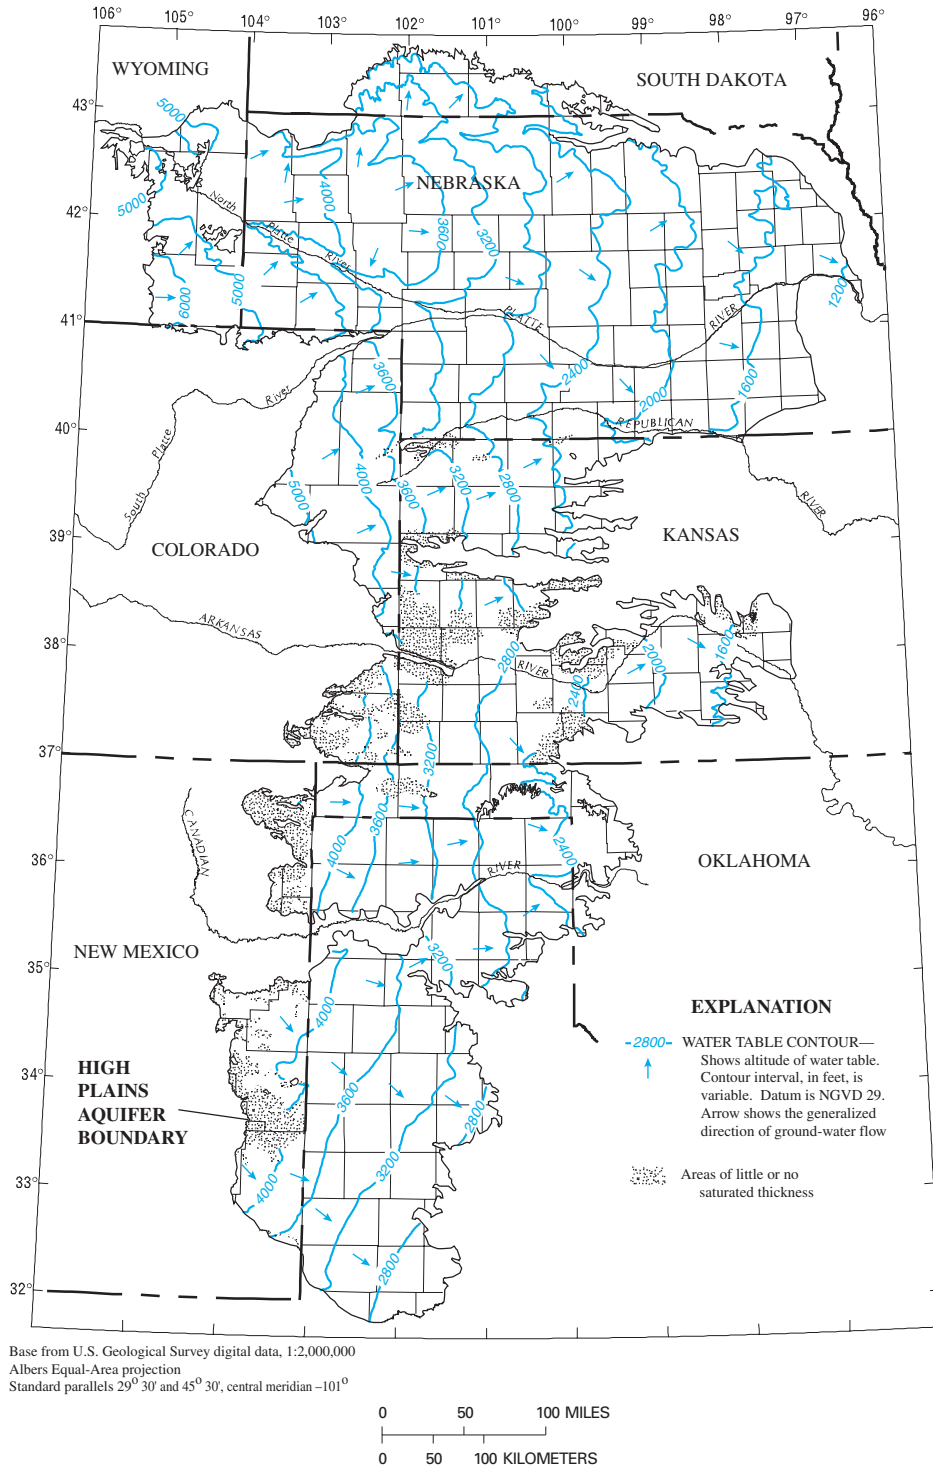 106° 105° 104° 103° 102° 101° 100° 99° 98° 97° 96°
WYOMING
SOUTH DAKOTA
43°
5000
NEBRASKA
4000
5000
North
42°
Platte
River
3600
3200
6000
5000
1200
41°
PLATTE
RIVER
3600
2400
River
2000
1600
40°
REPUBLICAN
Platte
4000
3200
5000
3600
2800
South
RIVER
39°
COLORADO
KANSAS
ARKANSAS
38°
2800
RIVER
2400
2000
1600
37°
3200
CANADIAN
3600
4000
2400
36°
RIVER
OKLAHOMA
NEW MEXICO
35°
3200
4000
34°
HIGH
PLAINS
AQUIFER
BOUNDARY
3600
2800
3200
33°
4000
2800
32°
EXPLANATION
2800
WATER TABLE CONTOUR—
Shows altitude of water table.
Contour interval, in feet, is
variable. Datum is NGVD 29.
Arrow shows the generalized
direction of ground-water flow
Areas of little or no
saturated thickness
Base from U.S. Geological Survey digital data, 1:2,000,000
Albers Equal-Area projection
Standard parallels 29° 30' and 45° 30', central meridian –101°
0 50 100 MILES
0 50 100 KILOMETERS